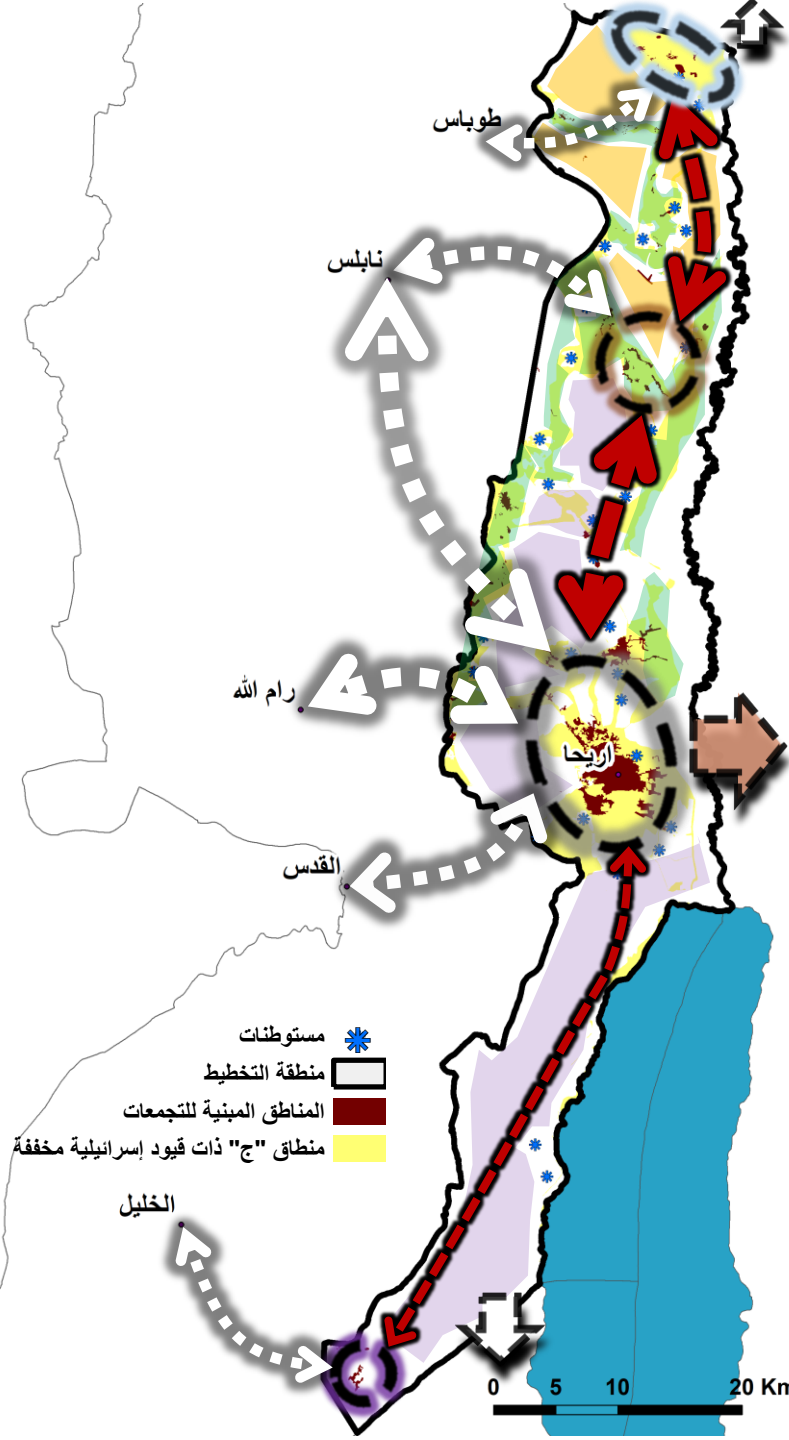 طوباس
نابلس
رام الله
اريحا
القدس
مستوطنات
منطقة التخطيط
المناطق المبنية للتجمعات
منطاق "ج" ذات قيود إسرائيلية مخففة
الخليل
0 5 10 20 Km